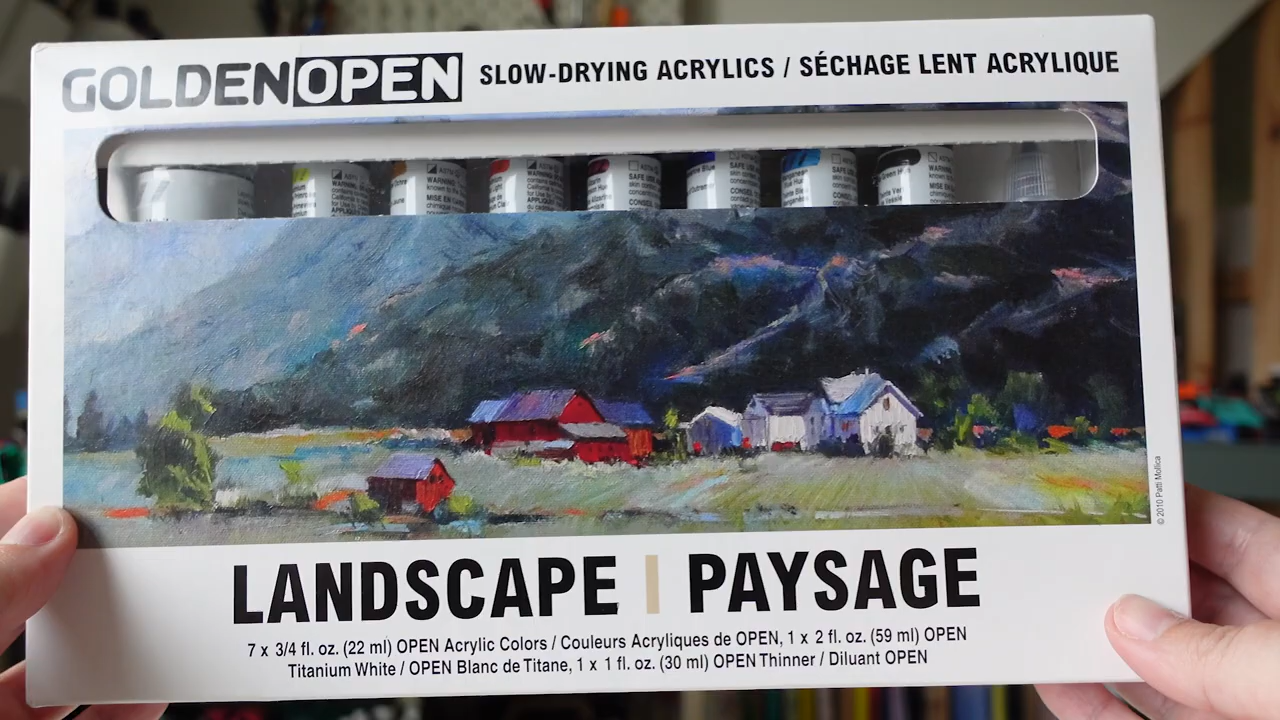 GOLDENOPEN SLOW-DRYING ACRYLICS / SÉCHAGE LENT ACRYLIQUE
© 2010 Patti Mollica
LANDSCAPE | PAYSAGE
7 x 3/4 fl. oz. (22 ml) OPEN Acrylic Colors / Couleurs Acryliques de OPEN, 1 x 2 fl. oz. (59 ml) OPEN
Titanium White / OPEN Blanc de Titane, 1 x 1 fl. oz. (30 ml) OPEN Thinner / Diluant OPEN